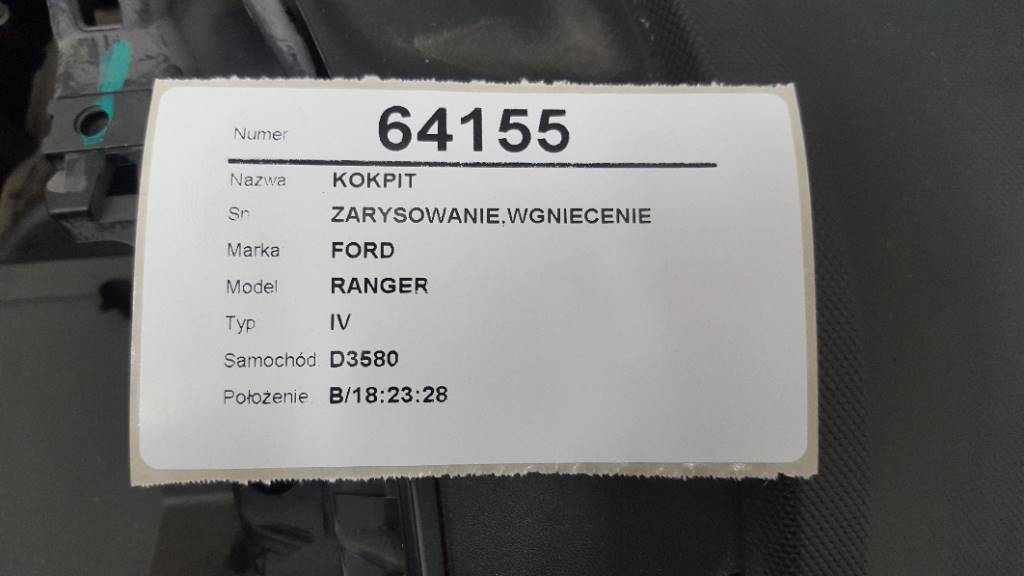 Numer 64155
Nazwa KOKPIT
Sn ZARYSOWANIE,WGNIECENIE
Marka FORD
Model RANGER
Typ IV
Samochód D3580
Położenie B/18:23:28